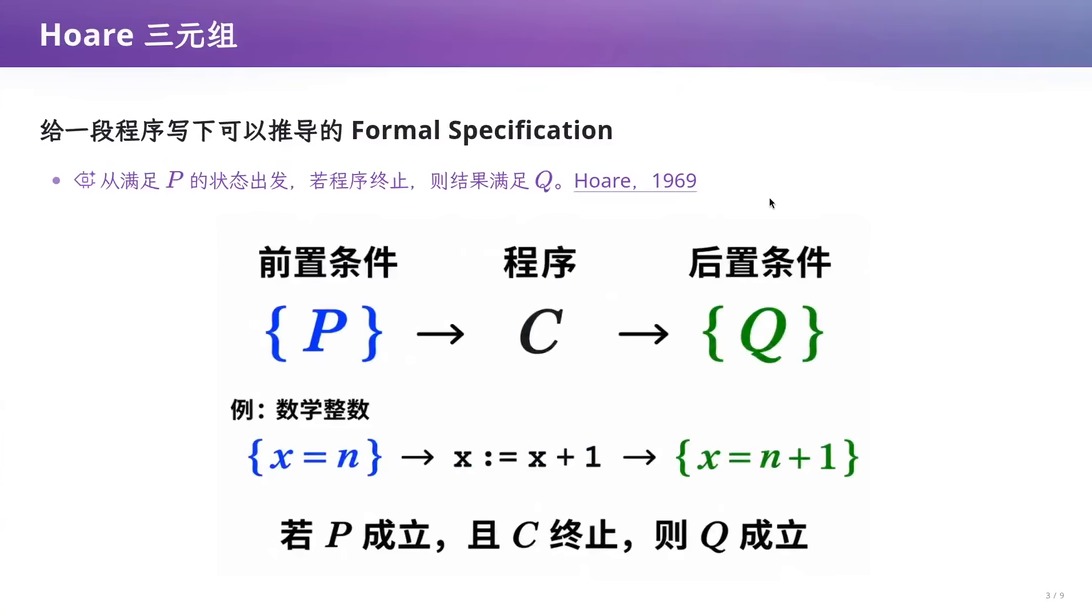 Hoare 三元组
给一段程序写下可以推导的 Formal Specification
从满足 P 的状态出发，若程序终止，则结果满足 Q。Hoare，1969
前置条件 程序 后置条件
{ P } → C → { Q }
例：数学整数
{ x = n } → x := x + 1 → { x = n + 1 }
若 P 成立，且 C 终止，则 Q 成立
3 / 9